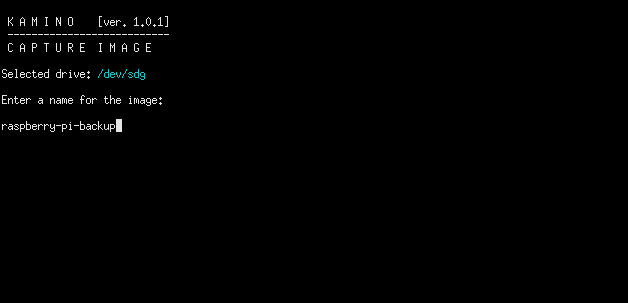 K A M I N O [ver. 1.0.1]
---------------------------
C A P T U R E I M A G E
Selected drive: /dev/sdg
Enter a name for the image:
raspberry-pi-backup